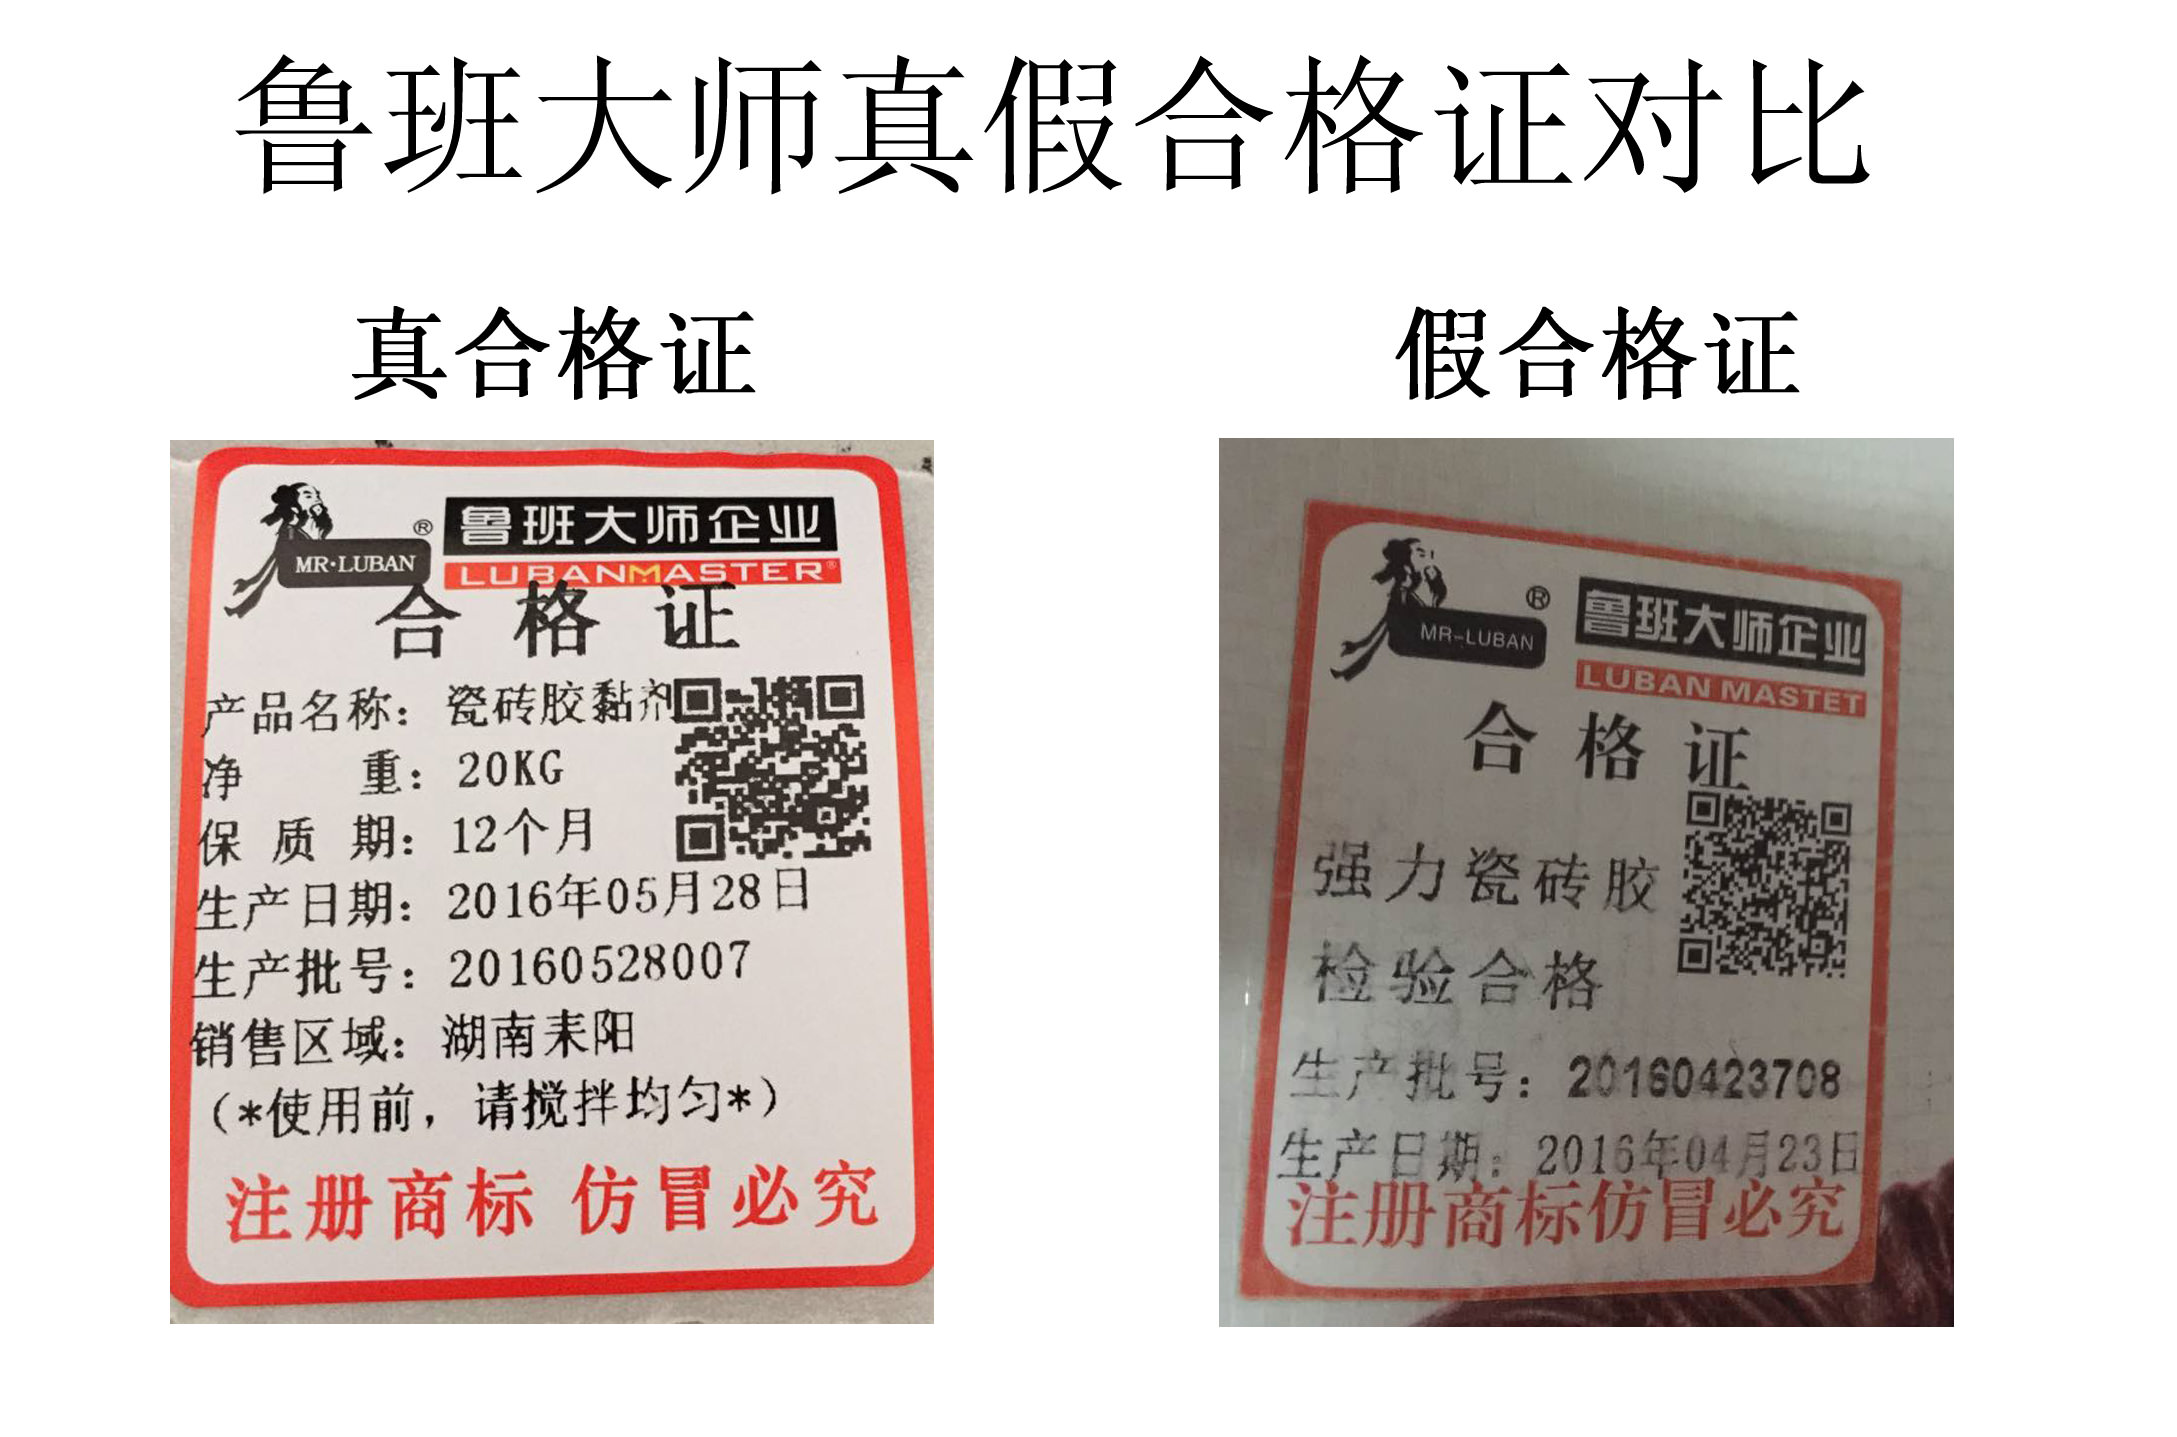 鲁班大师真假合格证对比
真合格证
MR·LUBAN
®
鲁班大师企业
LUBANMASTER®
合格证
产品名称：瓷砖胶黏剂
净重：20KG
保质期：12个月
生产日期：2016年05月28日
生产批号：20160528007
销售区域：湖南耒阳
(*使用前，请搅拌均匀*)
注册商标 仿冒必究
假合格证
MR-LUBAN
®
鲁班大师企业
LUBAN MASTET
合格证
强力瓷砖胶
检验合格
生产批号：20160423708
生产日期：2016年04月23日
注册商标仿冒必究